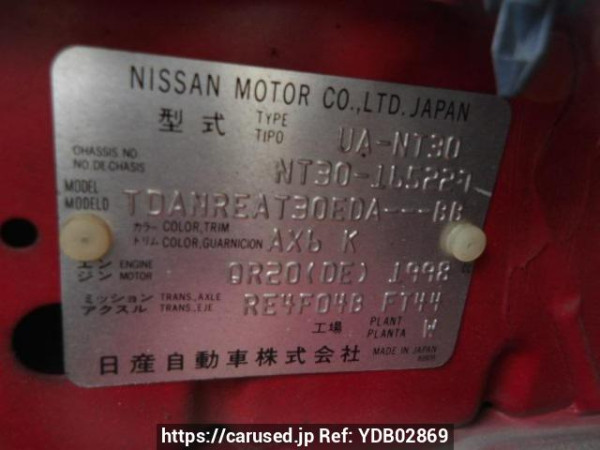 NISSAN MOTOR CO.,LTD. JAPAN
型式 TYPE TIPO UA-NT30
CHASSIS NO. NO. DE CHASIS NT30-165229
MODEL MODELO TDANREAT30EDA---BB
カラー トリム COLOR,TRIM COLOR,GUARNICION AX6 K
エンジン ENGINE MOTOR QR20(DE) 1998 cc
ミッション アクスル TRANS.,AXLE TRANS.,EJE RE4F04B FT44
工場 PLANT PLANTA W
日産自動車株式会社 MADE IN JAPAN
https://carused.jp Ref: YDB02869